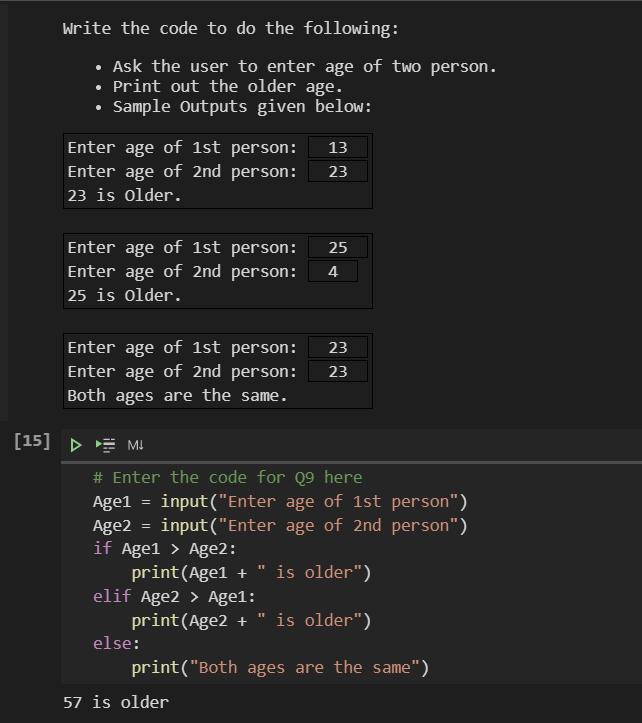 Write the code to do the following:
• Ask the user to enter age of two person.
• Print out the older age.
• Sample Outputs given below:
Enter age of 1st person: 13
Enter age of 2nd person: 23
23 is Older.
Enter age of 1st person: 25
Enter age of 2nd person: 4
25 is Older.
Enter age of 1st person: 23
Enter age of 2nd person: 23
Both ages are the same.
[15] M↓
# Enter the code for Q9 here
Age1 = input("Enter age of 1st person")
Age2 = input("Enter age of 2nd person")
if Age1 > Age2:
    print(Age1 + " is older")
elif Age2 > Age1:
    print(Age2 + " is older")
else:
    print("Both ages are the same")
57 is older